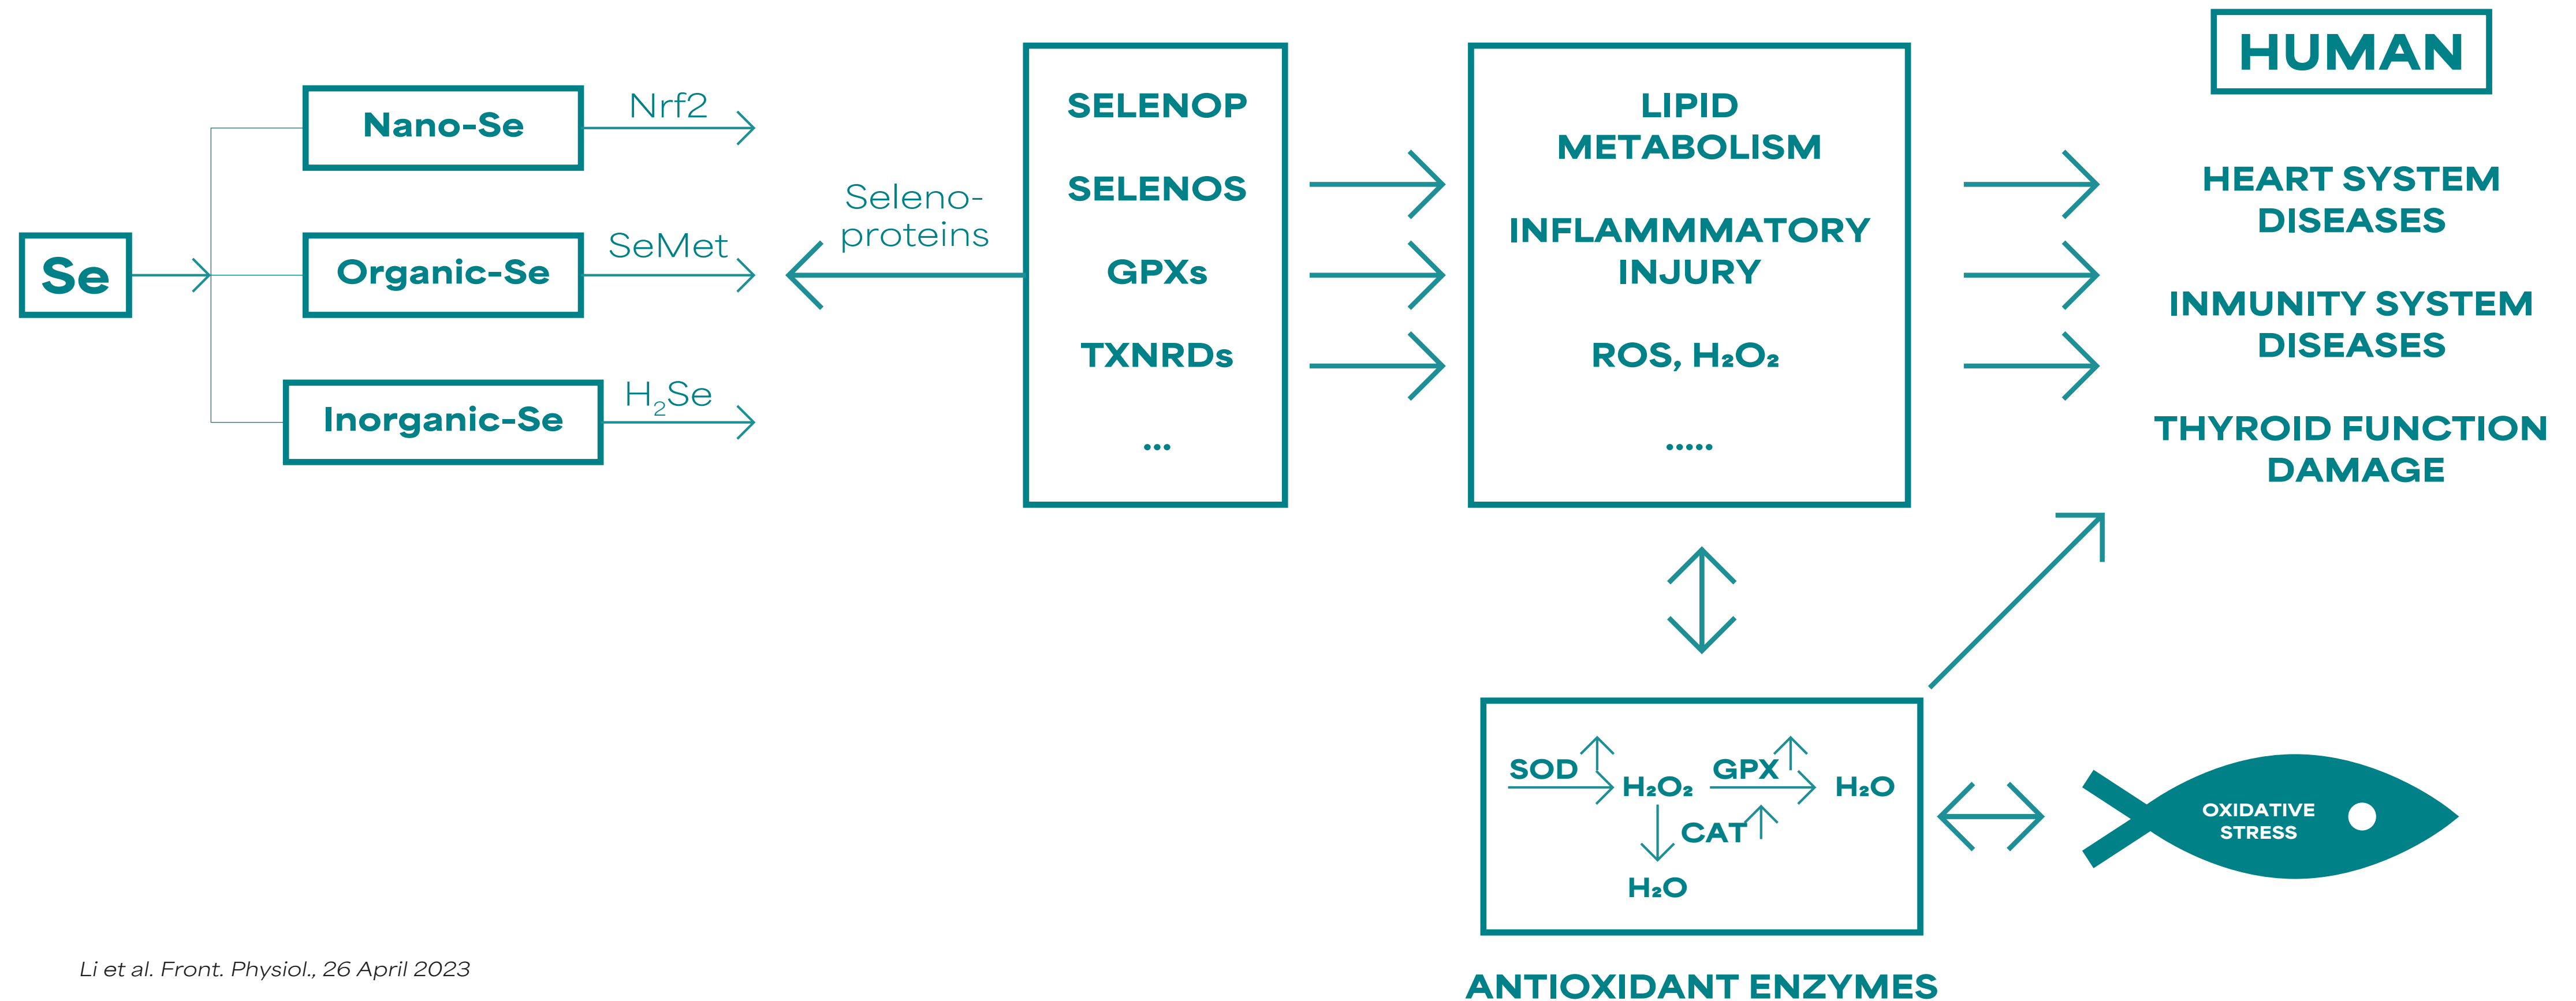 HUMAN
Se
Nano-Se
Nrf2
Organic-Se
SeMet
Inorganic-Se
H₂Se
Seleno-
proteins
SELENOP
SELENOS
GPXs
TXNRDs
...
LIPID
METABOLISM
INFLAMMMATORY
INJURY
ROS, H₂O₂
.....
HEART SYSTEM
DISEASES
INMUNITY SYSTEM
DISEASES
THYROID FUNCTION
DAMAGE
SOD
H₂O₂
GPX
H₂O
CAT
H₂O
OXIDATIVE
STRESS
ANTIOXIDANT ENZYMES
Li et al. Front. Physiol., 26 April 2023